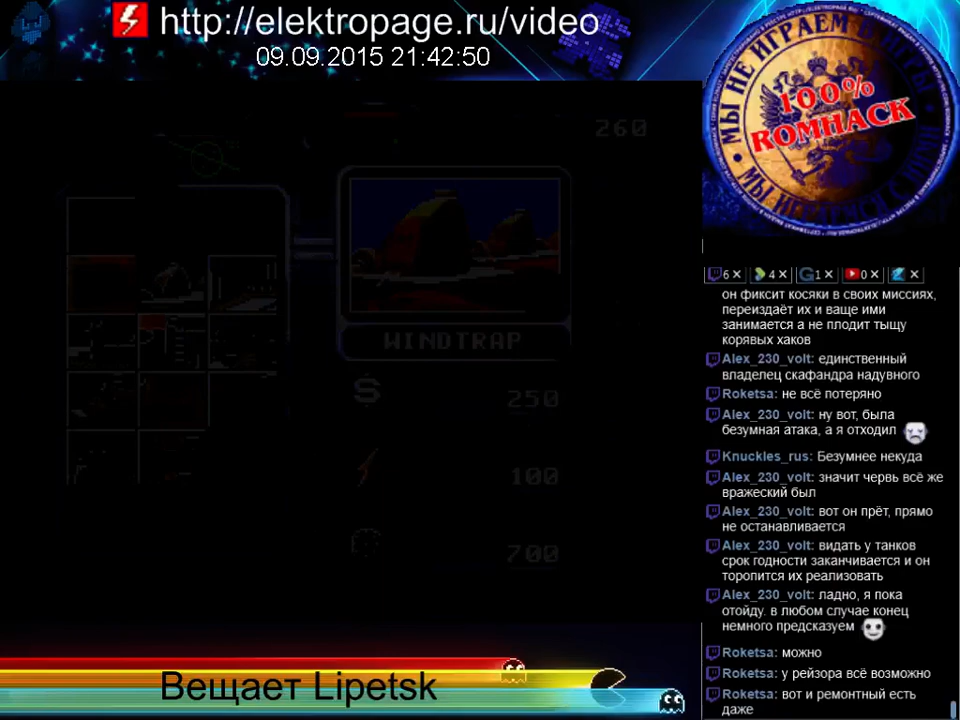 http://elektropage.ru/video
09.09.2015 21:42:50
МЫ НЕ ИГРАЕМ В ИГРЫ
100%
ROMHACK
МЫ ИГРАЕМСЯ С НИМИ
260
WINDTRAP
250
100
700
6 × 4 × 1 × 0 × ×
он фиксит косяки в своих миссиях,
переиздаёт их и ваще ими
занимается а не плодит тыщу
корявых хаков
Alex_230_volt: единственный
владелец скафандра надувного
Roketsa: не всё потеряно
Alex_230_volt: ну вот, была
безумная атака, а я отходил
Knuckles_rus: Безумнее некуда
Alex_230_volt: значит червь всё же
вражеский был
Alex_230_volt: вот он прёт, прямо
не останавливается
Alex_230_volt: видать у танков
срок годности заканчивается и он
торопится их реализовать
Alex_230_volt: ладно, я пока
отойду. в любом случае конец
немного предсказуем
Roketsa: можно
Roketsa: у рейзора всё возможно
Roketsa: вот и ремонтный есть
даже
Вещает Lipetsk